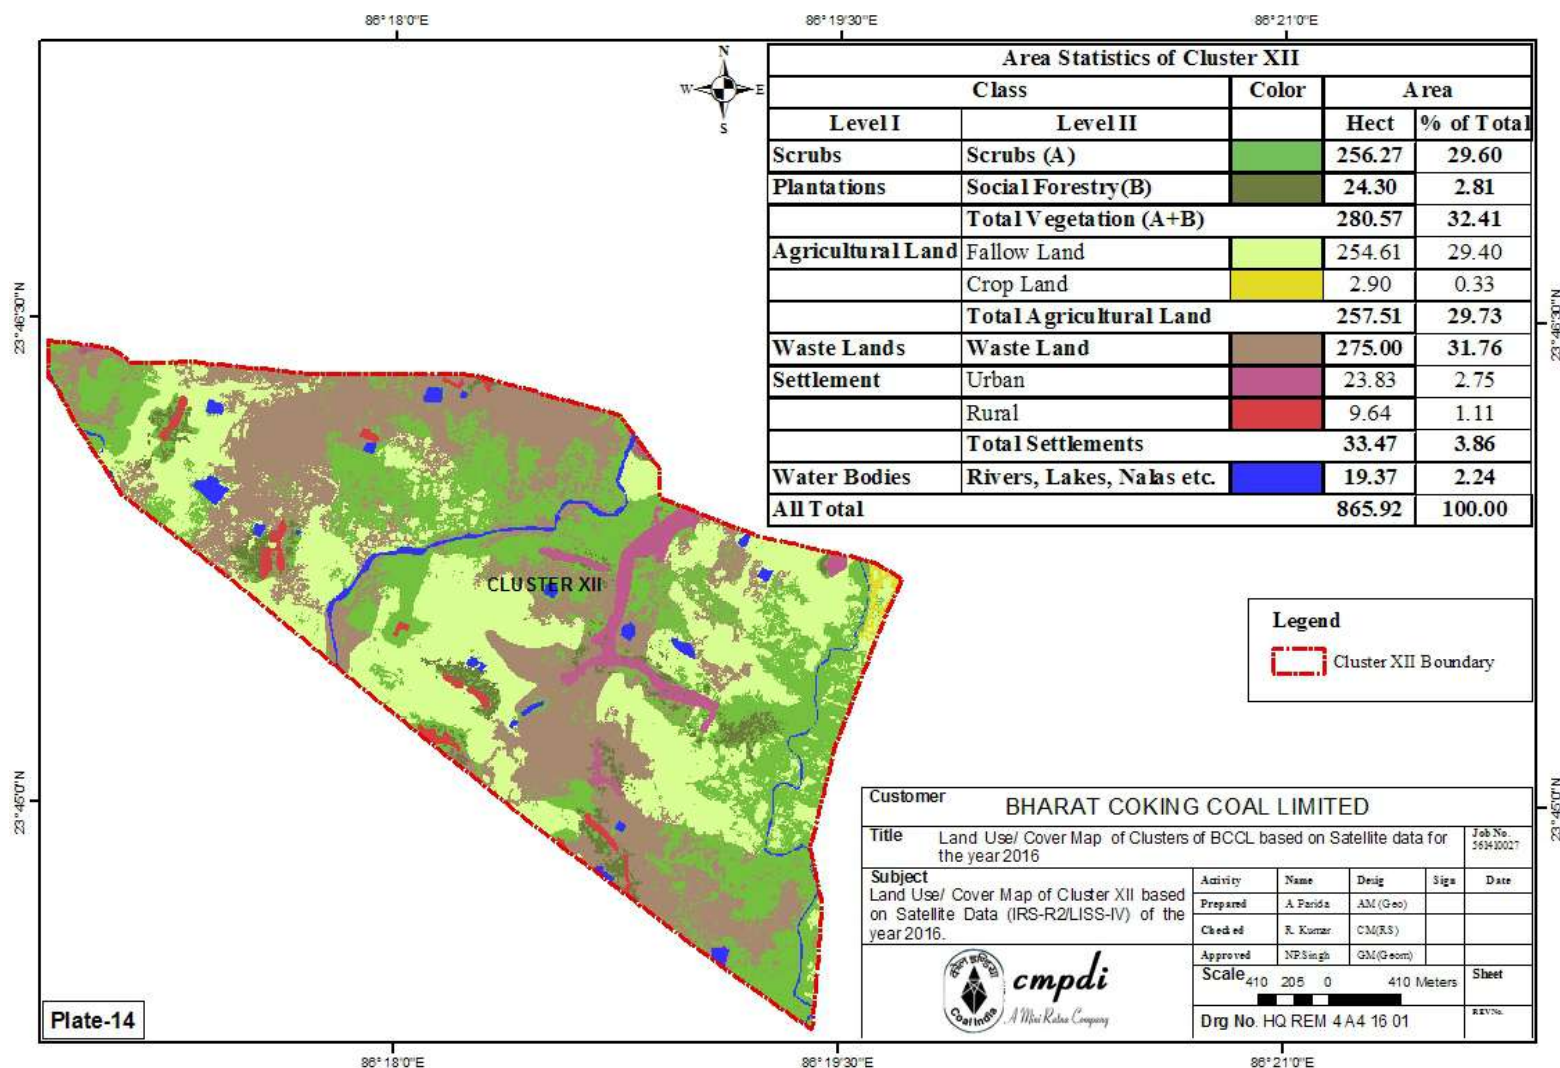 86°18'0"E 86°19'30"E 86°21'0"E
N
W E
S
Area Statistics of Cluster XII
Class Color Area
Level I Level II Hect % of Total
Scrubs Scrubs (A) 256.27 29.60
Plantations Social Forestry(B) 24.30 2.81
Total Vegetation (A+B) 280.57 32.41
Agricultural Land Fallow Land 254.61 29.40
Crop Land 2.90 0.33
Total Agricultural Land 257.51 29.73
Waste Lands Waste Land 275.00 31.76
Settlement Urban 23.83 2.75
Rural 9.64 1.11
Total Settlements 33.47 3.86
Water Bodies Rivers, Lakes, Nalas etc. 19.37 2.24
All Total 865.92 100.00
23°46'30"N 23°46'30"N
CLUSTER XII
Legend
Cluster XII Boundary
23°45'0"N 23°45'0"N
Customer BHARAT COKING COAL LIMITED
Title Land Use/ Cover Map of Clusters of BCCL based on Satellite data for
the year 2016
Job No.
561410027
Subject
Land Use/ Cover Map of Cluster XII based
on Satellite Data (IRS-R2/LISS-IV) of the
year 2016.
Activity Name Desig Sign Date
Prepared A Parida AM (Geo)
Checked R. Kumar CM(RS)
Approved NP.Singh GM(Geom)
कोल इण्डिया
Coal India
cmpdi
A Mini Ratna Company
Scale 410 205 0 410 Meters
Sheet
Drg No. HQ REM 4 A4 16 01
REV No.
Plate-14
86°18'0"E 86°19'30"E 86°21'0"E